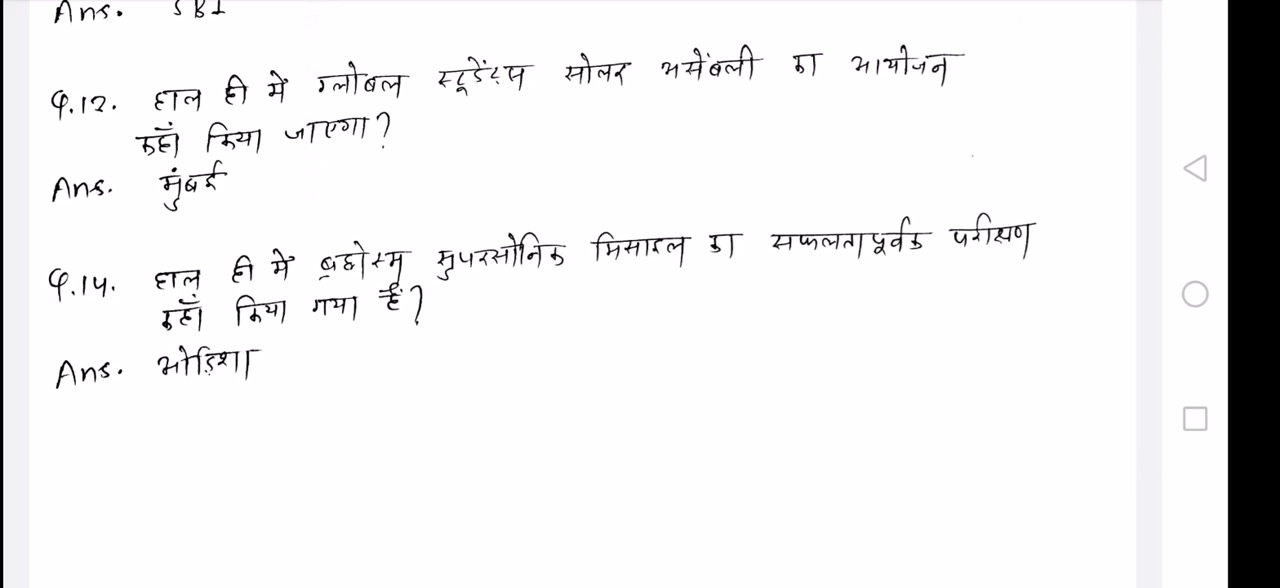 Ans. SBI
Q.12. हाल ही में ग्लोबल स्टूडेंट्स सोलर असेंबली का आयोजन
कहाँ किया जाएगा?
Ans. मुंबई
Q.14. हाल ही में ब्रहोस्म सुपरसोनिक मिसाइल का सफलतापूर्वक परीक्षण
कहाँ किया गया है?
Ans. ओड़िशा